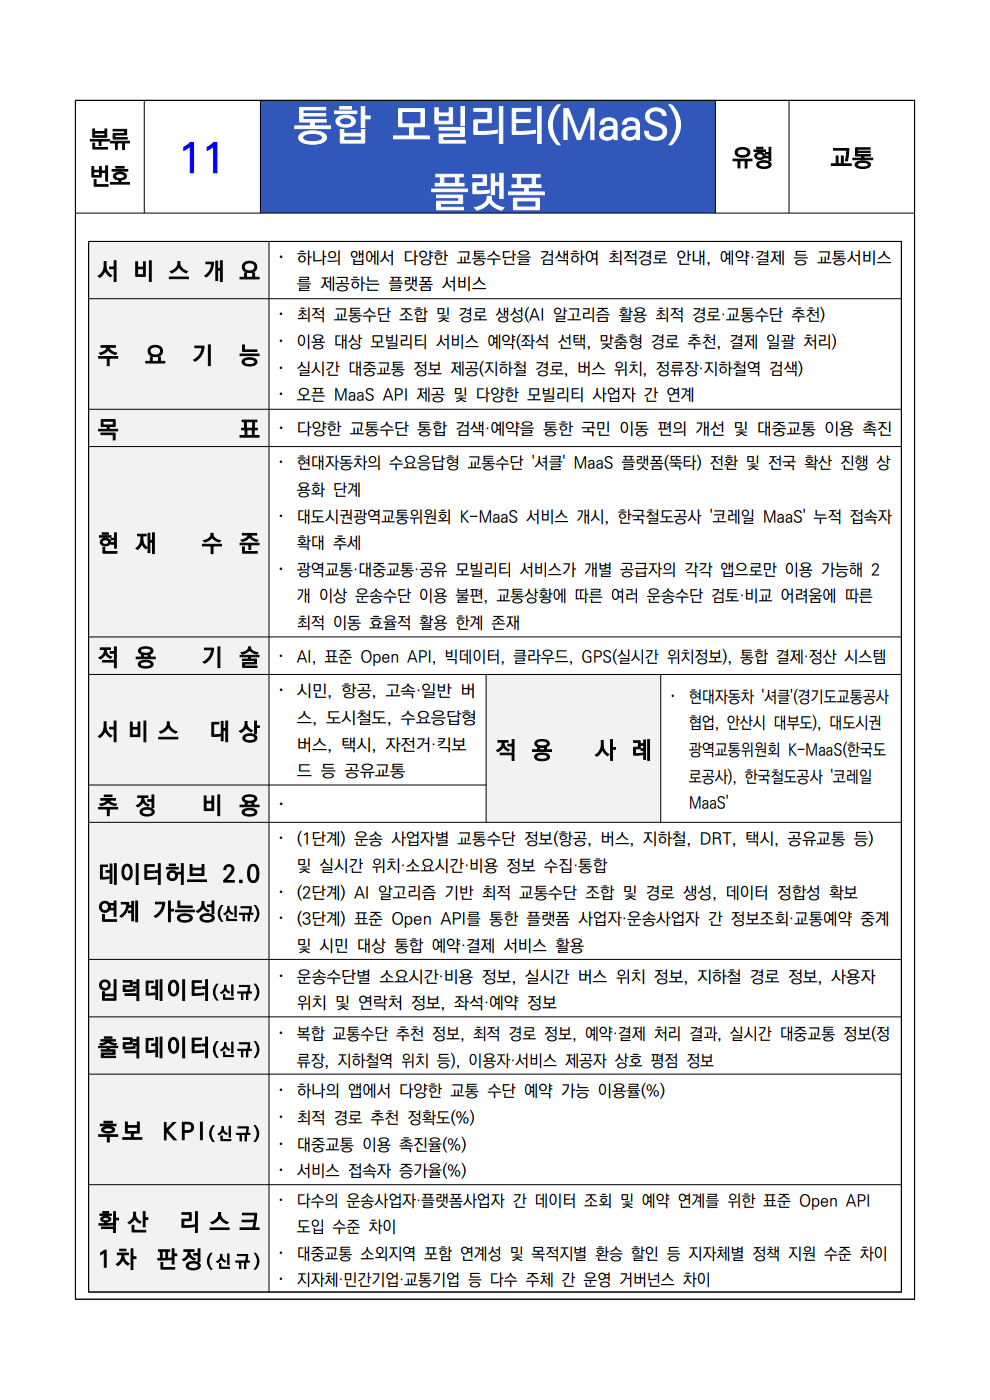 분류
번호
11
통합 모빌리티(MaaS)
플랫폼
유형
교통
서비스개요
· 하나의 앱에서 다양한 교통수단을 검색하여 최적경로 안내, 예약·결제 등 교통서비스
를 제공하는 플랫폼 서비스
주요기능
· 최적 교통수단 조합 및 경로 생성(AI 알고리즘 활용 최적 경로·교통수단 추천)
· 이용 대상 모빌리티 서비스 예약(좌석 선택, 맞춤형 경로 추천, 결제 일괄 처리)
· 실시간 대중교통 정보 제공(지하철 경로, 버스 위치, 정류장·지하철역 검색)
· 오픈 MaaS API 제공 및 다양한 모빌리티 사업자 간 연계
목표
· 다양한 교통수단 통합 검색·예약을 통한 국민 이동 편의 개선 및 대중교통 이용 촉진
현재 수준
· 현대자동차의 수요응답형 교통수단 '셔클' MaaS 플랫폼(똑타) 전환 및 전국 확산 진행 상
용화 단계
· 대도시권광역교통위원회 K-MaaS 서비스 개시, 한국철도공사 '코레일 MaaS' 누적 접속자
확대 추세
· 광역교통·대중교통·공유 모빌리티 서비스가 개별 공급자의 각각 앱으로만 이용 가능해 2
개 이상 운송수단 이용 불편, 교통상황에 따른 여러 운송수단 검토·비교 어려움에 따른
최적 이동 효율적 활용 한계 존재
적용 기술
· AI, 표준 Open API, 빅데이터, 클라우드, GPS(실시간 위치정보), 통합 결제·정산 시스템
서비스 대상
· 시민, 항공, 고속·일반 버
스, 도시철도, 수요응답형
버스, 택시, 자전거·킥보
드 등 공유교통
적용 사례
· 현대자동차 '셔클'(경기도교통공사
협업, 안산시 대부도), 대도시권
광역교통위원회 K-MaaS(한국도
로공사), 한국철도공사 '코레일
MaaS'
추정 비용
·
데이터허브 2.0
연계 가능성(신규)
· (1단계) 운송 사업자별 교통수단 정보(항공, 버스, 지하철, DRT, 택시, 공유교통 등)
및 실시간 위치·소요시간·비용 정보 수집·통합
· (2단계) AI 알고리즘 기반 최적 교통수단 조합 및 경로 생성, 데이터 정합성 확보
· (3단계) 표준 Open API를 통한 플랫폼 사업자·운송사업자 간 정보조회·교통예약 중계
및 시민 대상 통합 예약·결제 서비스 활용
입력데이터(신규)
· 운송수단별 소요시간·비용 정보, 실시간 버스 위치 정보, 지하철 경로 정보, 사용자
위치 및 연락처 정보, 좌석·예약 정보
출력데이터(신규)
· 복합 교통수단 추천 정보, 최적 경로 정보, 예약·결제 처리 결과, 실시간 대중교통 정보(정
류장, 지하철역 위치 등), 이용자·서비스 제공자 상호 평점 정보
후보 KPI(신규)
· 하나의 앱에서 다양한 교통 수단 예약 가능 이용률(%)
· 최적 경로 추천 정확도(%)
· 대중교통 이용 촉진율(%)
· 서비스 접속자 증가율(%)
확산 리스크
1차 판정(신규)
· 다수의 운송사업자·플랫폼사업자 간 데이터 조회 및 예약 연계를 위한 표준 Open API
도입 수준 차이
· 대중교통 소외지역 포함 연계성 및 목적지별 환승 할인 등 지자체별 정책 지원 수준 차이
· 지자체·민간기업·교통기업 등 다수 주체 간 운영 거버넌스 차이